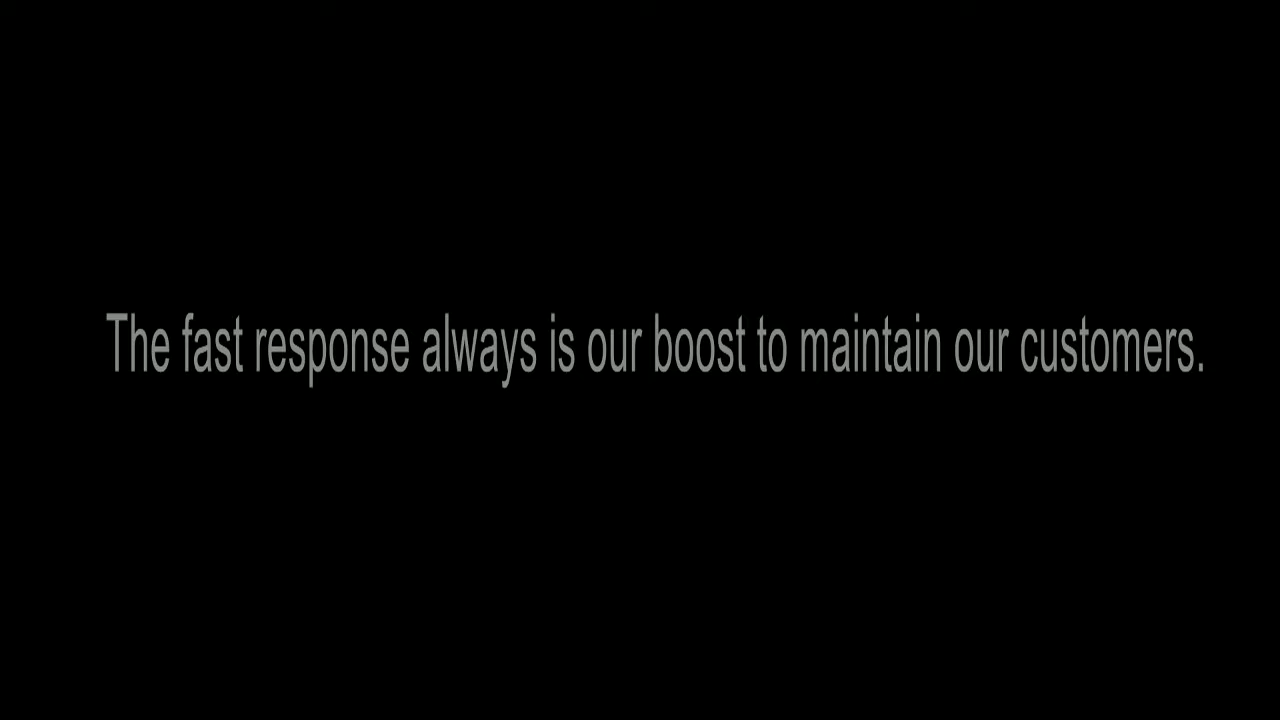 The fast response always is our boost to maintain our customers.